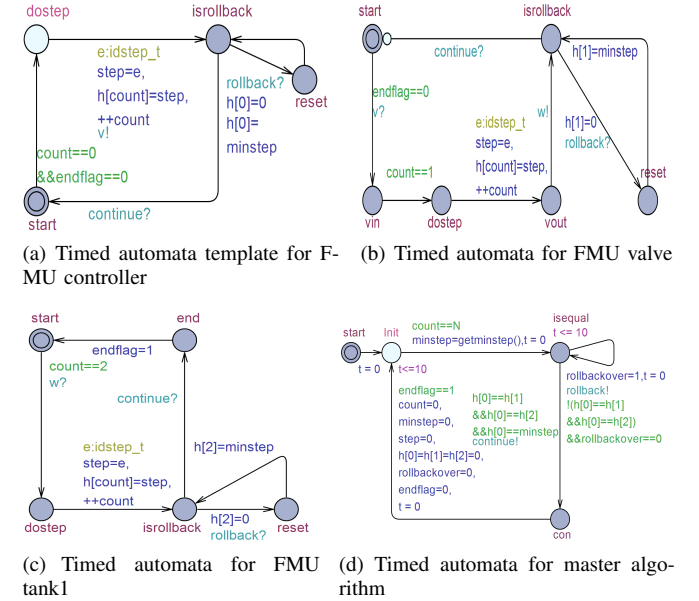 dostep
isrollback
e:idstep_t
step=e,
h[count]=step,
++count
v!
rollback?
h[0]=0
h[0]=
minstep
reset
count==0
&&endflag==0
start
continue?
(a) Timed automata template for F-
MU controller
start
isrollback
continue?
h[1]=minstep
endflag==0
v?
e:idstep_t
step=e,
h[count]=step,
++count
w!
h[1]=0
rollback?
count==1
reset
vin
dostep
vout
(b) Timed automata for FMU valve
start
end
endflag=1
count==2
w?
continue?
e:idstep_t
step=e,
h[count]=step,
++count
h[2]=minstep
dostep
isrollback
h[2]=0
rollback?
reset
(c) Timed automata for FMU
tank1
start
Init
count==N
minstep=getminstep(),t = 0
isequal
t <= 10
t = 0
t<=10
endflag==1
count=0,
minstep=0,
step=0,
h[0]=h[1]=h[2]=0,
rollbackover=0,
endflag=0,
t = 0
h[0]==h[1]
&&h[0]==h[2]
&&h[0]==minstep
continue!
rollbackover=1,t = 0
rollback!
!(h[0]==h[1]
&&h[0]==h[2])
&&rollbackover==0
con
(d) Timed automata for master algo-
rithm